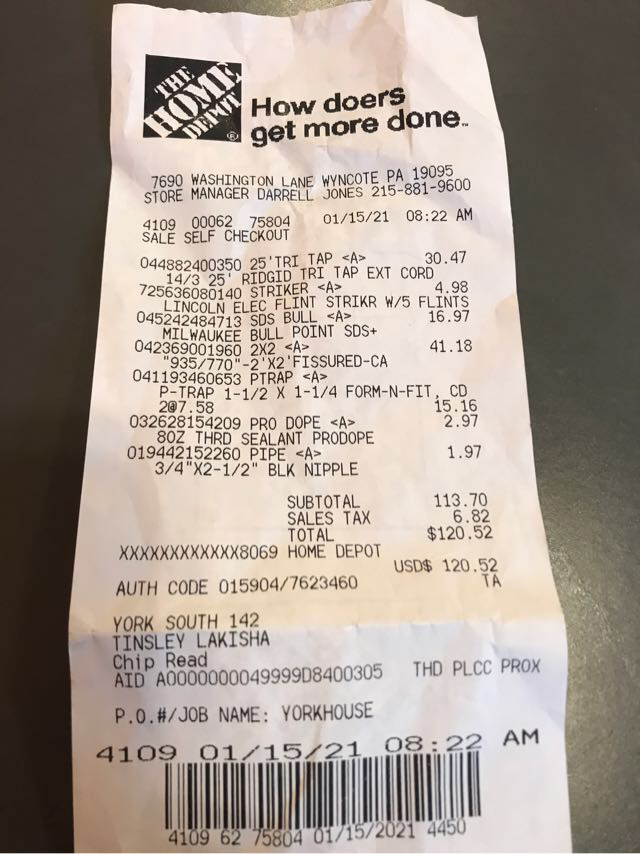 THE
HOME
DEPOT
®
How doers
get more done.™
7690 WASHINGTON LANE WYNCOTE PA 19095
STORE MANAGER DARRELL JONES 215-881-9600
4109 00062 75804 01/15/21 08:22 AM
SALE SELF CHECKOUT
044882400350 25'TRI TAP <A> 30.47
14/3 25' RIDGID TRI TAP EXT CORD
725636080140 STRIKER <A> 4.98
LINCOLN ELEC FLINT STRIKR W/5 FLINTS
045242484713 SDS BULL <A> 16.97
MILWAUKEE BULL POINT SDS+
042369001960 2X2 <A> 41.18
"935/770"-2'X2'FISSURED-CA
041193460653 PTRAP <A>
P-TRAP 1-1/2 X 1-1/4 FORM-N-FIT, CD
2@7.58 15.16
032628154209 PRO DOPE <A> 2.97
8OZ THRD SEALANT PRODOPE
019442152260 PIPE <A> 1.97
3/4"X2-1/2" BLK NIPPLE
SUBTOTAL 113.70
SALES TAX 6.82
TOTAL $120.52
XXXXXXXXXXXX8069 HOME DEPOT
USD$ 120.52
AUTH CODE 015904/7623460 TA
YORK SOUTH 142
TINSLEY LAKISHA
Chip Read
AID A0000000049999D8400305 THD PLCC PROX
P.O.#/JOB NAME: YORKHOUSE
4109 01/15/21 08:22 AM
4109 62 75804 01/15/2021 4450